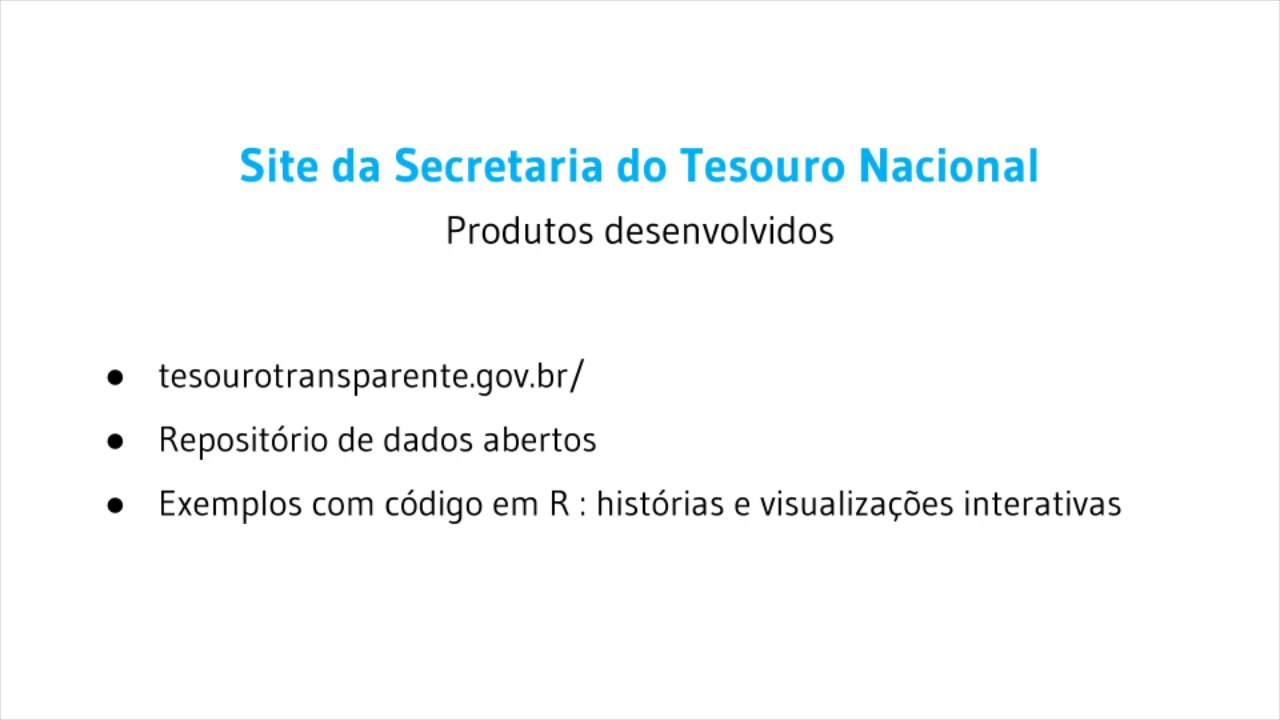 Site da Secretaria do Tesouro Nacional
Produtos desenvolvidos
● tesourotransparente.gov.br/
● Repositório de dados abertos
● Exemplos com código em R : histórias e visualizações interativas